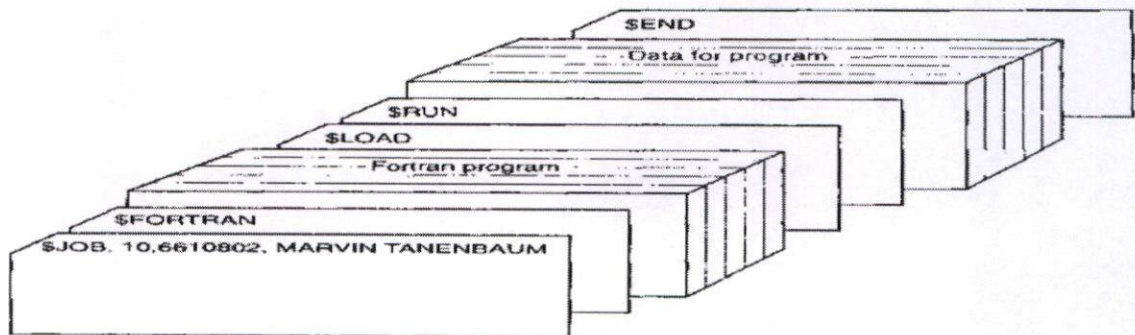 $END
Data for program
$RUN
$LOAD
Fortran program
$FORTRAN
$JOB, 10,6610802, MARVIN TANENBAUM